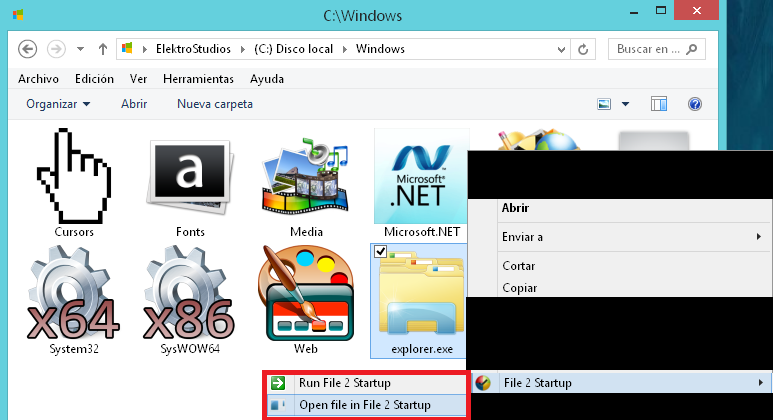 C:\Windows
ElektroStudios
(C:) Disco local
Windows
Buscar en ...
Archivo Edición Ver Herramientas Ayuda
Organizar Abrir Nueva carpeta
a
Microsoft®
.NET
Cursors Fonts Media Microsoft.NET
Abrir
Enviar a
Cortar
Copiar
x64 x86
System32 SysWOW64 Web explorer.exe
Run File 2 Startup
File 2 Startup
Open file in File 2 Startup